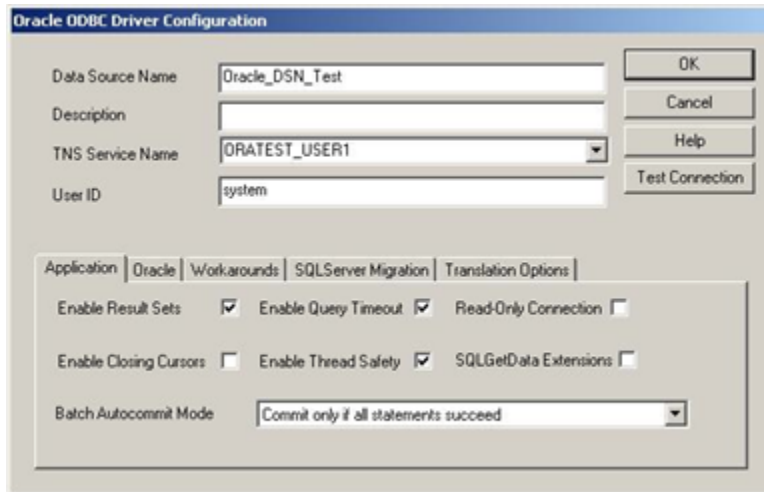 Oracle ODBC Driver Configuration
Data Source Name Oracle_DSN_Test OK
Description Cancel
TNS Service Name ORATEST_USER1 Help
User ID system Test Connection
Application Oracle Workarounds SQLServer Migration Translation Options
Enable Result Sets Enable Query Timeout Read-Only Connection
Enable Closing Cursors Enable Thread Safety SQLGetData Extensions
Batch Autocommit Mode Commit only if all statements succeed